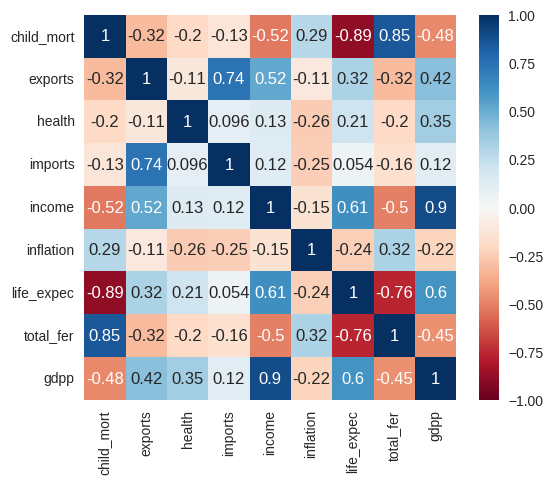 child_mort 1 -0.32 -0.2 -0.13 -0.52 0.29 -0.89 0.85 -0.48
exports -0.32 1 -0.11 0.74 0.52 -0.11 0.32 -0.32 0.42
health -0.2 -0.11 1 0.096 0.13 -0.26 0.21 -0.2 0.35
imports -0.13 0.74 0.096 1 0.12 -0.25 0.054 -0.16 0.12
income -0.52 0.52 0.13 0.12 1 -0.15 0.61 -0.5 0.9
inflation 0.29 -0.11 -0.26 -0.25 -0.15 1 -0.24 0.32 -0.22
life_expec -0.89 0.32 0.21 0.054 0.61 -0.24 1 -0.76 0.6
total_fer 0.85 -0.32 -0.2 -0.16 -0.5 0.32 -0.76 1 -0.45
gdpp -0.48 0.42 0.35 0.12 0.9 -0.22 0.6 -0.45 1
child_mort
exports
health
imports
income
inflation
life_expec
total_fer
gdpp
1.00
0.75
0.50
0.25
0.00
−0.25
−0.50
−0.75
−1.00